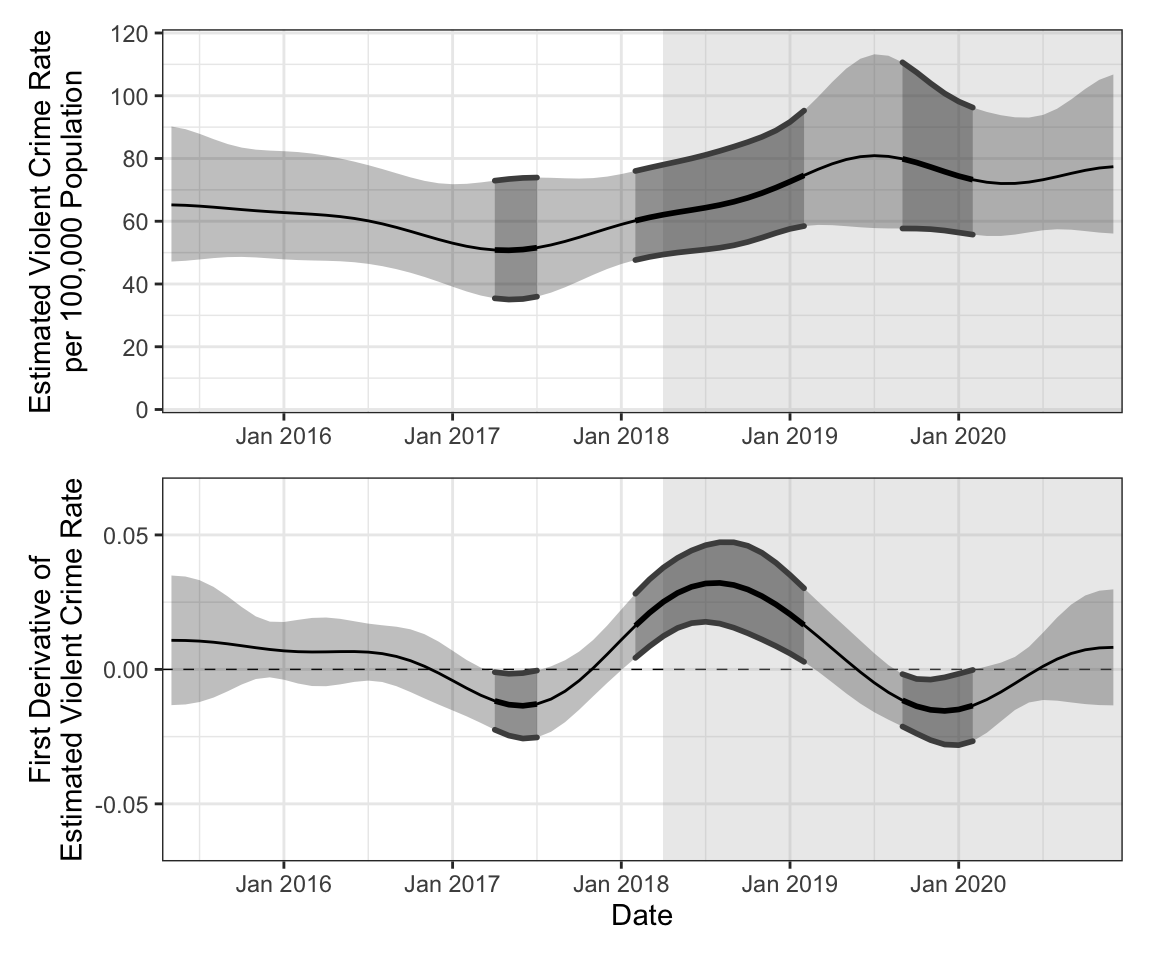 Estimated Violent Crime Rate
per 100,000 Population
120
100
80
60
40
20
0
Jan 2016
Jan 2017
Jan 2018
Jan 2019
Jan 2020
First Derivative of
Estimated Violent Crime Rate
0.05
0.00
-0.05
Jan 2016
Jan 2017
Jan 2018
Jan 2019
Jan 2020
Date